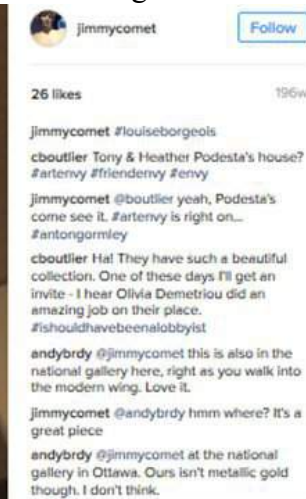 jimmycomet
Follow
26 likes
196w
jimmycomet #louiseborgeois
cboutlier Tony & Heather Podesta's house?
#artenvy #friendenvy #envy
jimmycomet @boutlier yeah, Podesta's
come see it. #artenvy is right on...
#antongormley
cboutlier Ha! They have such a beautiful
collection. One of these days I'll get an
invite - I hear Olivia Demetriou did an
amazing job on their place.
#ishouldhavebeenalobbyist
andybrdy @jimmycomet this is also in the
national gallery here, right as you walk into
the modern wing. Love it.
jimmycomet @andybrdy hmm where? It's a
great piece
andybrdy @jimmycomet at the national
gallery in Ottawa. Ours isn't metallic gold
though. I don't think.